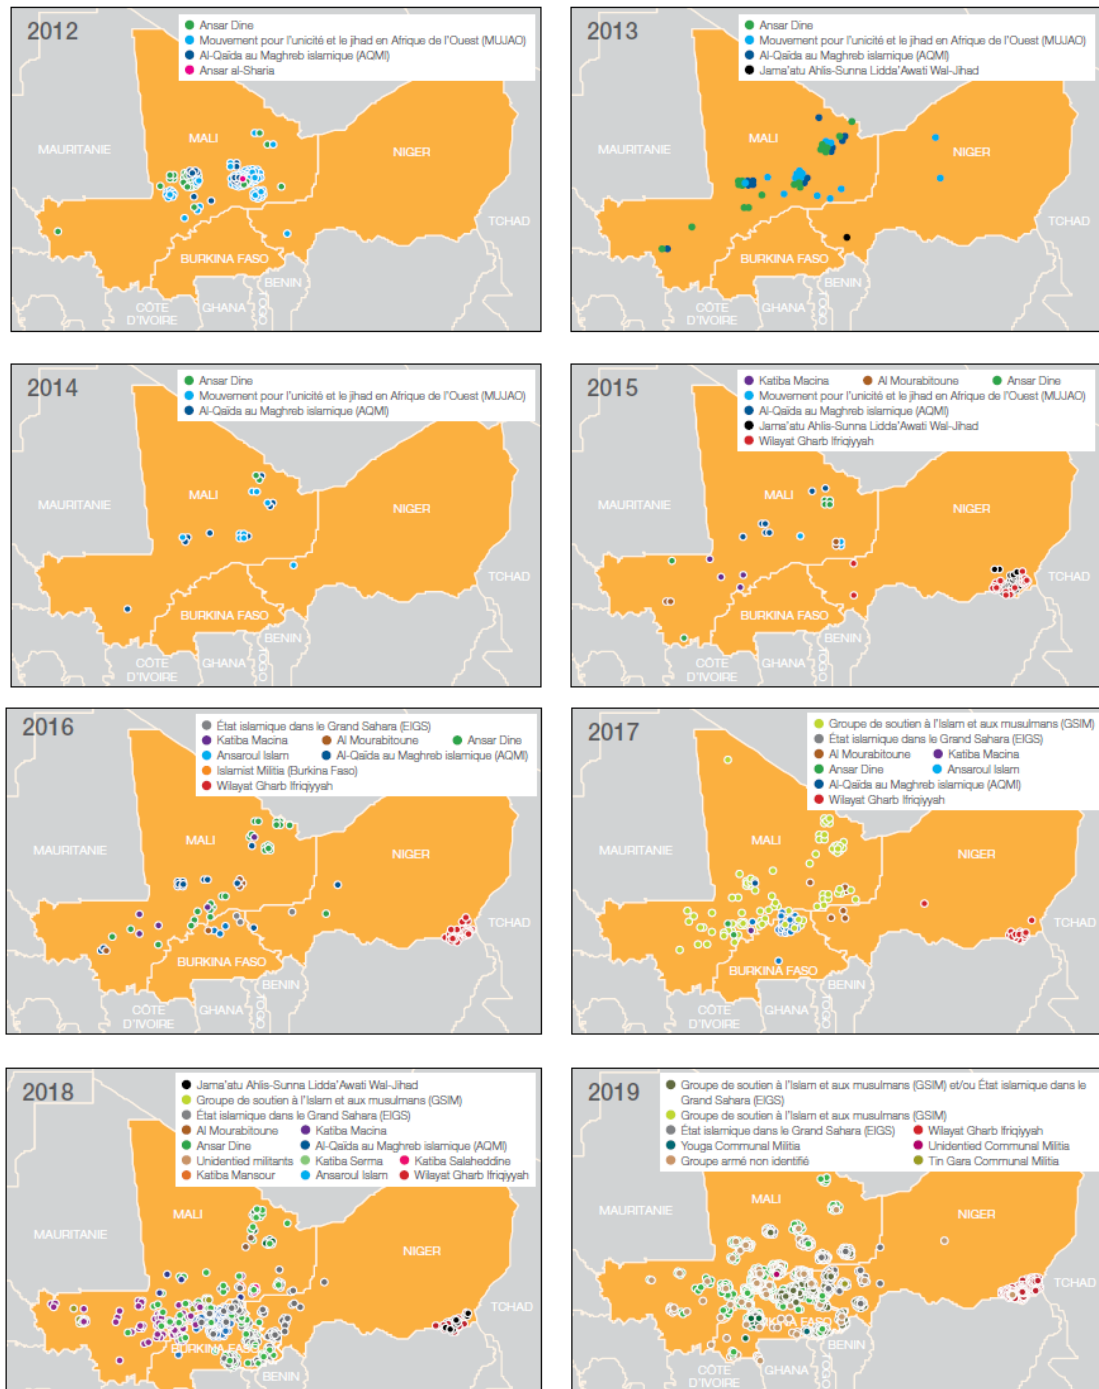 2012
Ansar Dine
Mouvement pour l'unicité et le jihad en Afrique de l'Ouest (MUJAO)
Al-Qaïda au Maghreb islamique (AQMI)
Ansar al-Sharia
MAURITANIE
MALI
NIGER
TCHAD
BURKINA FASO
BENIN
CÔTE D'IVOIRE
GHANA
TOGO
2013
Ansar Dine
Mouvement pour l'unicité et le jihad en Afrique de l'Ouest (MUJAO)
Al-Qaïda au Maghreb islamique (AQMI)
Jama'atu Ahlis-Sunna Lidda'Awati Wal-Jihad
MAURITANIE
MALI
NIGER
TCHAD
BURKINA FASO
BENIN
CÔTE D'IVOIRE
GHANA
TOGO
2014
Ansar Dine
Mouvement pour l'unicité et le jihad en Afrique de l'Ouest (MUJAO)
Al-Qaïda au Maghreb islamique (AQMI)
MAURITANIE
MALI
NIGER
TCHAD
BURKINA FASO
BENIN
CÔTE D'IVOIRE
GHANA
TOGO
2015
Katiba Macina Al Mourabitoune Ansar Dine
Mouvement pour l'unicité et le jihad en Afrique de l'Ouest (MUJAO)
Al-Qaïda au Maghreb islamique (AQMI)
Jama'atu Ahlis-Sunna Lidda'Awati Wal-Jihad
Wilayat Gharb Ifriqiyyah
MAURITANIE
MALI
NIGER
TCHAD
BURKINA FASO
BENIN
CÔTE D'IVOIRE
GHANA
TOGO
2016
État islamique dans le Grand Sahara (EIGS)
Katiba Macina Al Mourabitoune Ansar Dine
Ansaroul Islam Al-Qaïda au Maghreb islamique (AQMI)
Islamist Militia (Burkina Faso)
Wilayat Gharb Ifriqiyyah
MAURITANIE
MALI
NIGER
TCHAD
BURKINA FASO
BENIN
CÔTE D'IVOIRE
GHANA
TOGO
2017
Groupe de soutien à l'Islam et aux musulmans (GSIM)
État islamique dans le Grand Sahara (EIGS)
Al Mourabitoune Katiba Macina
Ansar Dine Ansaroul Islam
Al-Qaïda au Maghreb islamique (AQMI)
Wilayat Gharb Ifriqiyyah
MAURITANIE
MALI
NIGER
TCHAD
BURKINA FASO
BENIN
CÔTE D'IVOIRE
GHANA
TOGO
2018
Jama'atu Ahlis-Sunna Lidda'Awati Wal-Jihad
Groupe de soutien à l'Islam et aux musulmans (GSIM)
État islamique dans le Grand Sahara (EIGS)
Al Mourabitoune Katiba Macina
Ansar Dine Al-Qaïda au Maghreb islamique (AQMI)
Unidentied militants Katiba Serma Katiba Salaheddine
Katiba Mansour Ansaroul Islam Wilayat Gharb Ifriqiyyah
MAURITANIE
MALI
NIGER
TCHAD
BURKINA FASO
BENIN
CÔTE D'IVOIRE
GHANA
TOGO
2019
Groupe de soutien à l'Islam et aux musulmans (GSIM) et/ou État islamique dans le
Grand Sahara (EIGS)
Groupe de soutien à l'Islam et aux musulmans (GSIM)
État islamique dans le Grand Sahara (EIGS) Wilayat Gharb Ifriqiyyah
Youga Communal Militia Unidentied Communal Militia
Groupe armé non identifié Tin Gara Communal Militia
MAURITANIE
MALI
NIGER
TCHAD
BURKINA FASO
BENIN
CÔTE D'IVOIRE
GHANA
TOGO